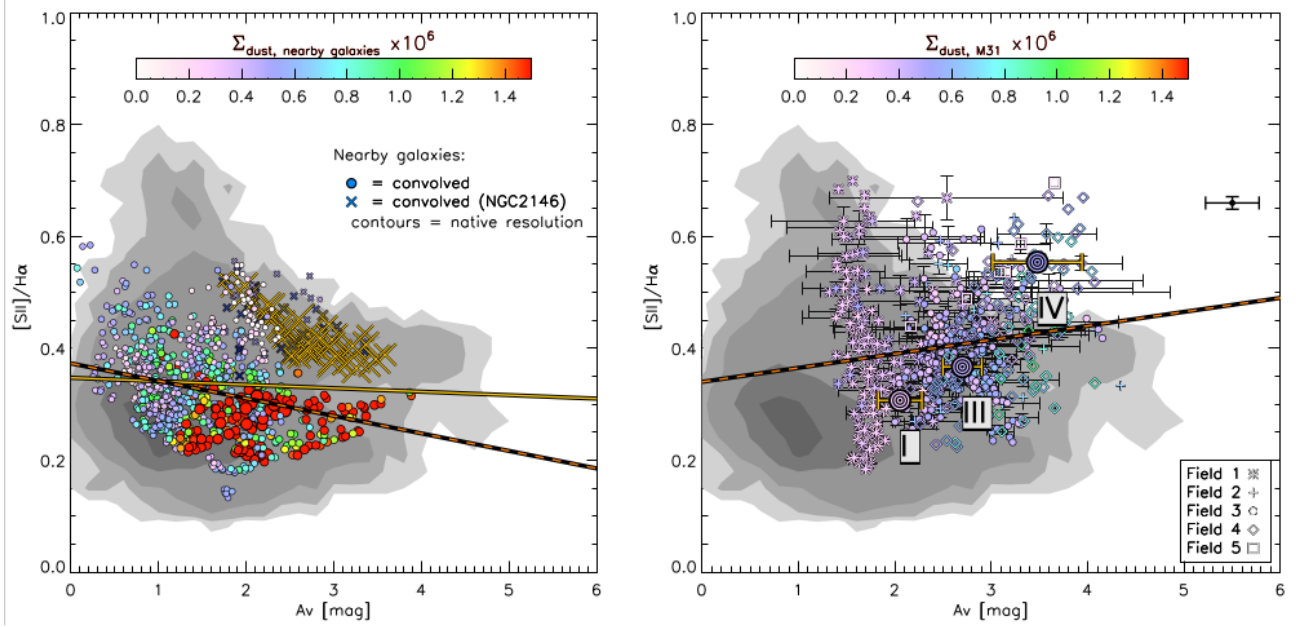 1.0
0.8
0.6
0.4
0.2
0.0
[SII]/Hα
Σdust, nearby galaxies x10⁶
0.0 0.2 0.4 0.6 0.8 1.0 1.2 1.4
Nearby galaxies:
= convolved
= convolved (NGC2146)
contours = native resolution
0 1 2 3 4 5 6
Av [mag]
1.0
0.8
0.6
0.4
0.2
0.0
[SII]/Hα
Σdust, M31 x10⁶
0.0 0.2 0.4 0.6 0.8 1.0 1.2 1.4
IV
III
I
Field 1
Field 2
Field 3
Field 4
Field 5
0 1 2 3 4 5 6
Av [mag]